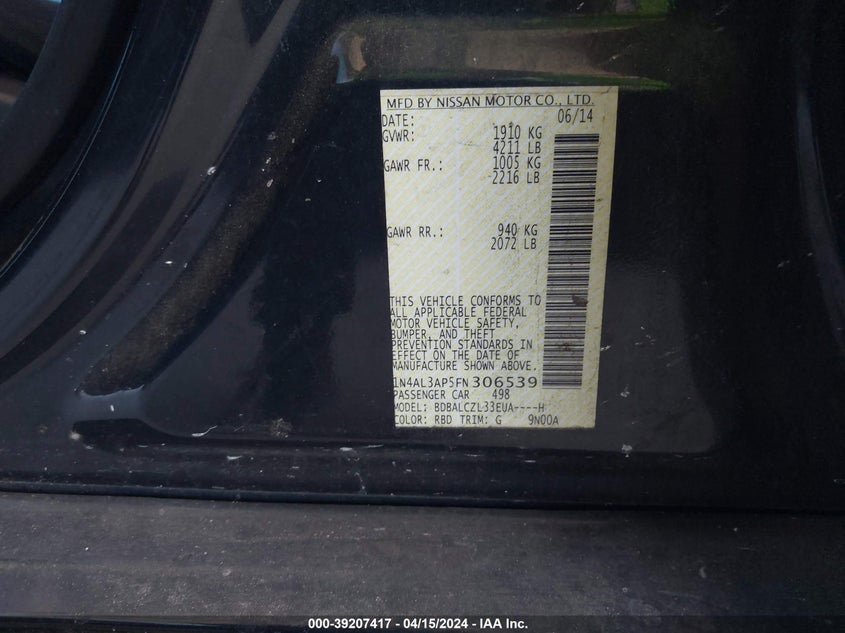 MFD BY NISSAN MOTOR CO., LTD.
DATE: 06/14
GVWR: 1910 KG
4211 LB
GAWR FR.: 1005 KG
2216 LB
GAWR RR.: 940 KG
2072 LB
THIS VEHICLE CONFORMS TO
ALL APPLICABLE FEDERAL
MOTOR VEHICLE SAFETY,
BUMPER, AND THEFT
PREVENTION STANDARDS IN
EFFECT ON THE DATE OF
MANUFACTURE SHOWN ABOVE.
1N4AL3AP5FN306539
PASSENGER CAR 498
MODEL: BDBALCZL33EUA----H
COLOR: RBD TRIM: G 9N00A
000-39207417 - 04/15/2024 - IAA Inc.